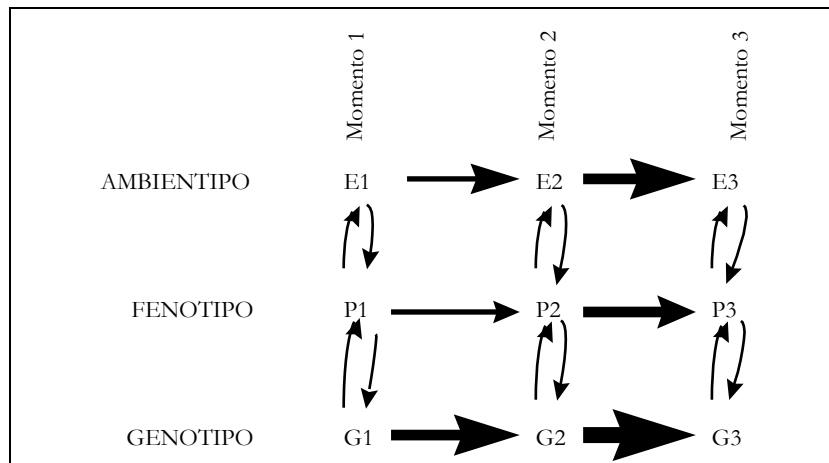 Momento 1 Momento 2 Momento 3
AMBIENTIPO E1 E2 E3
FENOTIPO P1 P2 P3
GENOTIPO G1 G2 G3